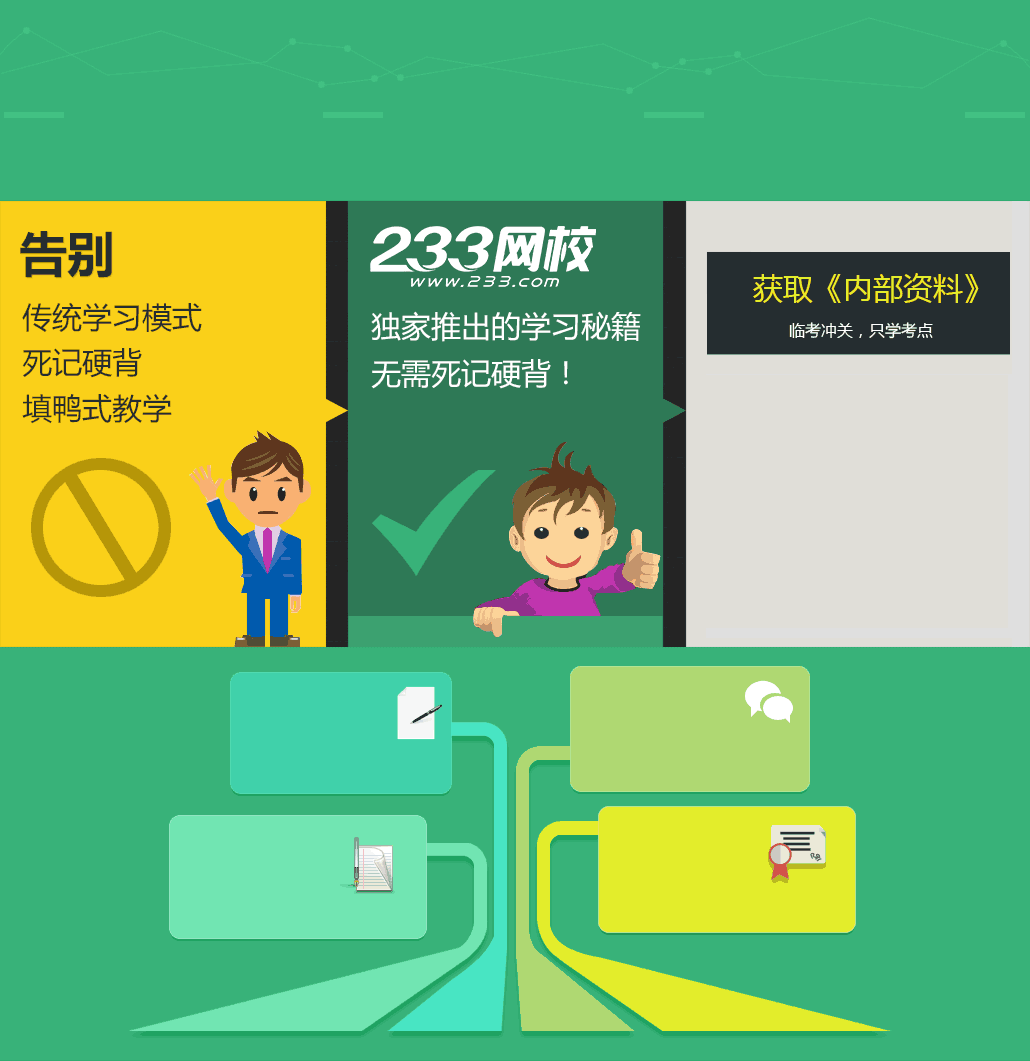 告别
传统学习模式
死记硬背
填鸭式教学
233网校
www.233.com
独家推出的学习秘籍
无需死记硬背！
获取《内部资料》
临考冲关，只学考点